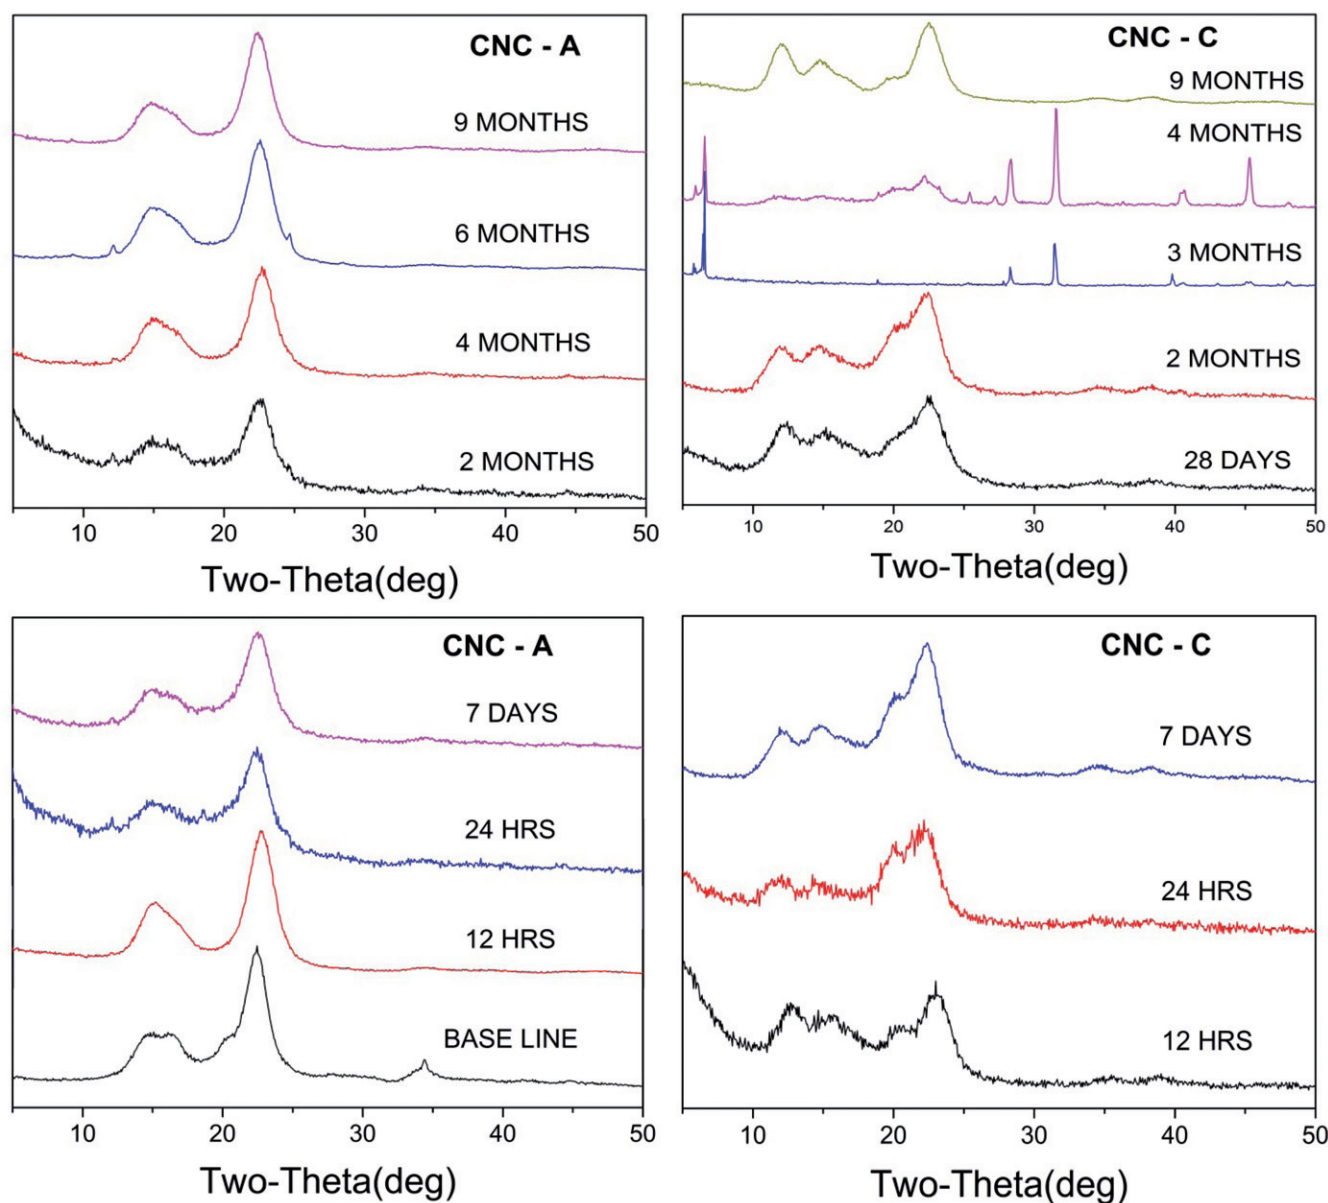 CNC - A
9 MONTHS
6 MONTHS
4 MONTHS
2 MONTHS
10 20 30 40 50
Two-Theta(deg)
CNC - C
9 MONTHS
4 MONTHS
3 MONTHS
2 MONTHS
28 DAYS
10 20 30 40 50
Two-Theta(deg)
CNC - A
7 DAYS
24 HRS
12 HRS
BASE LINE
10 20 30 40 50
Two-Theta(deg)
CNC - C
7 DAYS
24 HRS
12 HRS
10 20 30 40 50
Two-Theta(deg)